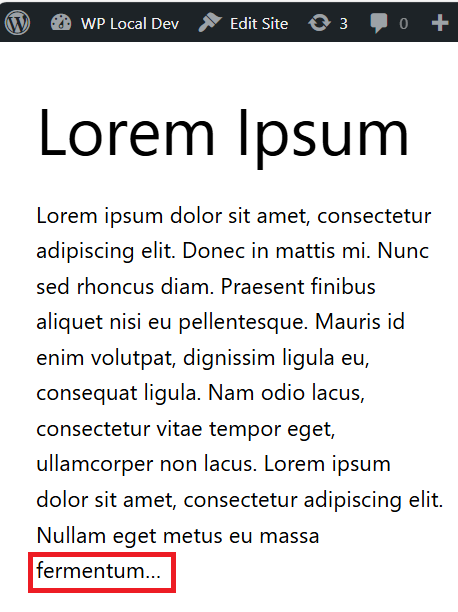 WP Local Dev Edit Site 3 0
Lorem Ipsum
Lorem ipsum dolor sit amet, consectetur
adipiscing elit. Donec in mattis mi. Nunc
sed rhoncus diam. Praesent finibus
aliquet nisi eu pellentesque. Mauris id
enim volutpat, dignissim ligula eu,
consequat ligula. Nam odio lacus,
consectetur vitae tempor eget,
ullamcorper non lacus. Lorem ipsum
dolor sit amet, consectetur adipiscing elit.
Nullam eget metus eu massa
fermentum...